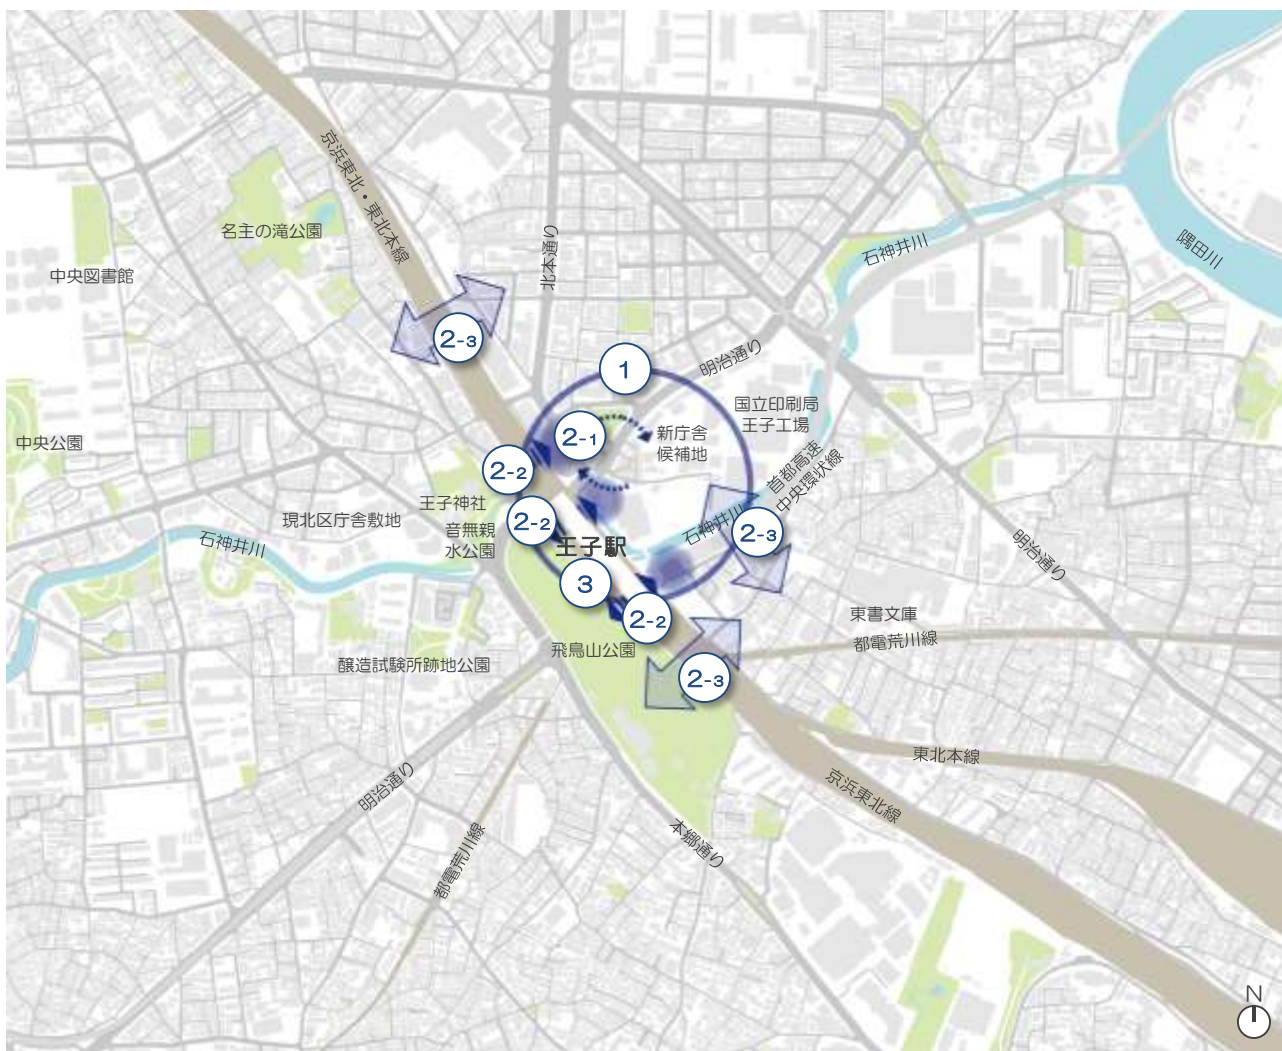 京浜東北・東北本線
名主の滝公園
中央図書館
北本通り
石神井川
隅田川
2-3
1
明治通り
国立印刷局
王子工場
2-1
新庁舎
候補地
中央公園
2-2
首都高速
中央環状線
王子神社
現北区庁舎敷地
音無親
水公園
2-2
石神井川
2-3
石神井川
王子駅
明治通り
3
2-2
東書文庫
都電荒川線
飛鳥山公園
醸造試験所跡地公園
2-3
東北本線
京浜東北線
明治通り
本郷通り
都電荒川線
N